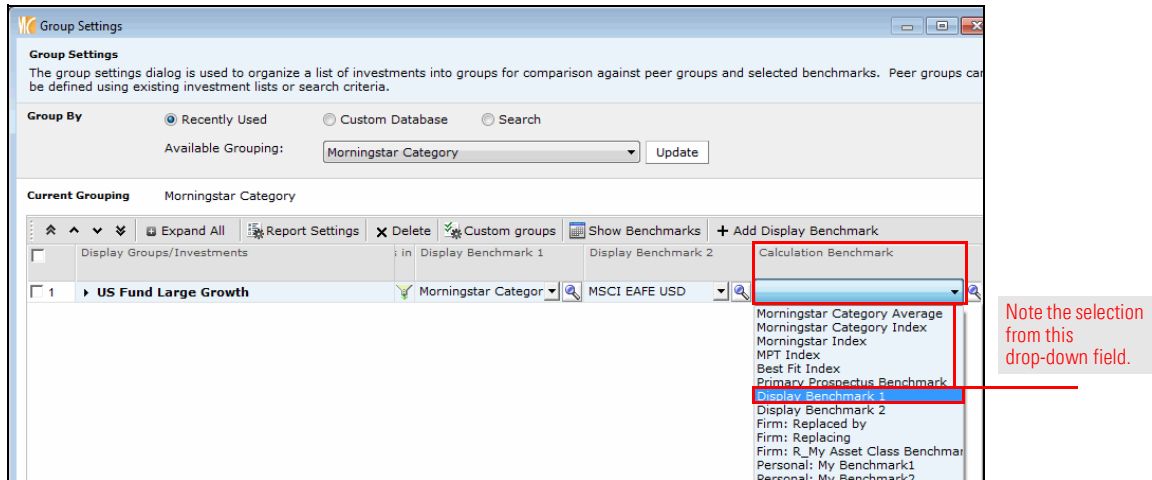 Group Settings
Group Settings
The group settings dialog is used to organize a list of investments into groups for comparison against peer groups and selected benchmarks. Peer groups can
be defined using existing investment lists or search criteria.
Group By Recently Used Custom Database Search
Available Grouping: Morningstar Category Update
Current Grouping Morningstar Category
Expand All Report Settings Delete Custom groups Show Benchmarks Add Display Benchmark
Display Groups/Investments in Display Benchmark 1 Display Benchmark 2 Calculation Benchmark
1 US Fund Large Growth Morningstar Categor MSCI EAFE USD
Morningstar Category Average
Morningstar Category Index
Morningstar Index
MPT Index
Best Fit Index
Primary Prospectus Benchmark
Display Benchmark 1
Display Benchmark 2
Firm: Replaced by
Firm: Replacing
Firm: R_My Asset Class Benchmar
Personal: My Benchmark1
Personal: My Benchmark2
Note the selection
from this
drop-down field.